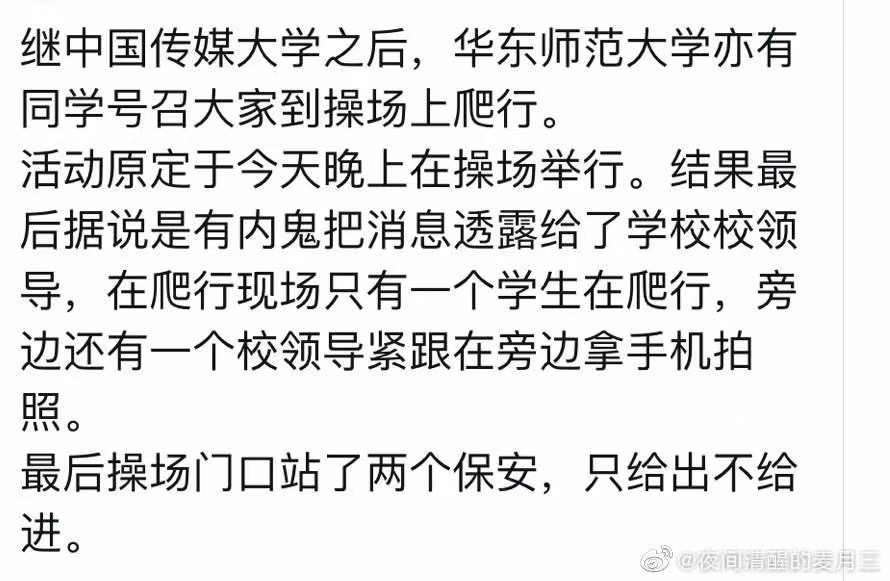 继中国传媒大学之后，华东师范大学亦有
同学号召大家到操场上爬行。
活动原定于今天晚上在操场举行。结果最
后据说是有内鬼把消息透露给了学校校领
导，在爬行现场只有一个学生在爬行，旁
边还有一个校领导紧跟在旁边拿手机拍
照。
最后操场门口站了两个保安，只给出不给
进。
@夜间清醒的麦月三